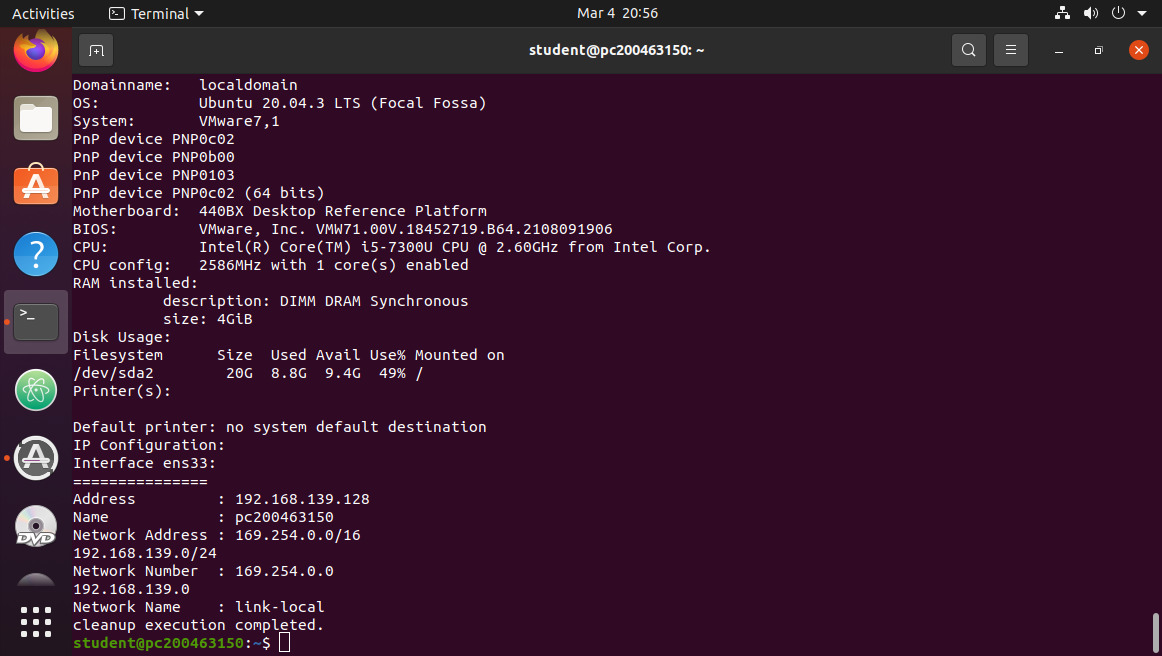 Activities Terminal Mar 4 20:56
student@pc200463150: ~
Domainname:   localdomain
OS:           Ubuntu 20.04.3 LTS (Focal Fossa)
System:       VMware7,1
PnP device PNP0c02
PnP device PNP0b00
PnP device PNP0103
PnP device PNP0c02 (64 bits)
Motherboard:  440BX Desktop Reference Platform
BIOS:         VMware, Inc. VMW71.00V.18452719.B64.2108091906
CPU:          Intel(R) Core(TM) i5-7300U CPU @ 2.60GHz from Intel Corp.
CPU config:   2586MHz with 1 core(s) enabled
RAM installed:
          description: DIMM DRAM Synchronous
          size: 4GiB
Disk Usage:
Filesystem      Size  Used Avail Use% Mounted on
/dev/sda2        20G  8.8G  9.4G  49% /
Printer(s):

Default printer: no system default destination
IP Configuration:
Interface ens33:
===============
Address         : 192.168.139.128
Name            : pc200463150
Network Address : 169.254.0.0/16
192.168.139.0/24
Network Number  : 169.254.0.0
192.168.139.0
Network Name    : link-local
cleanup execution completed.
student@pc200463150:~$
DVD